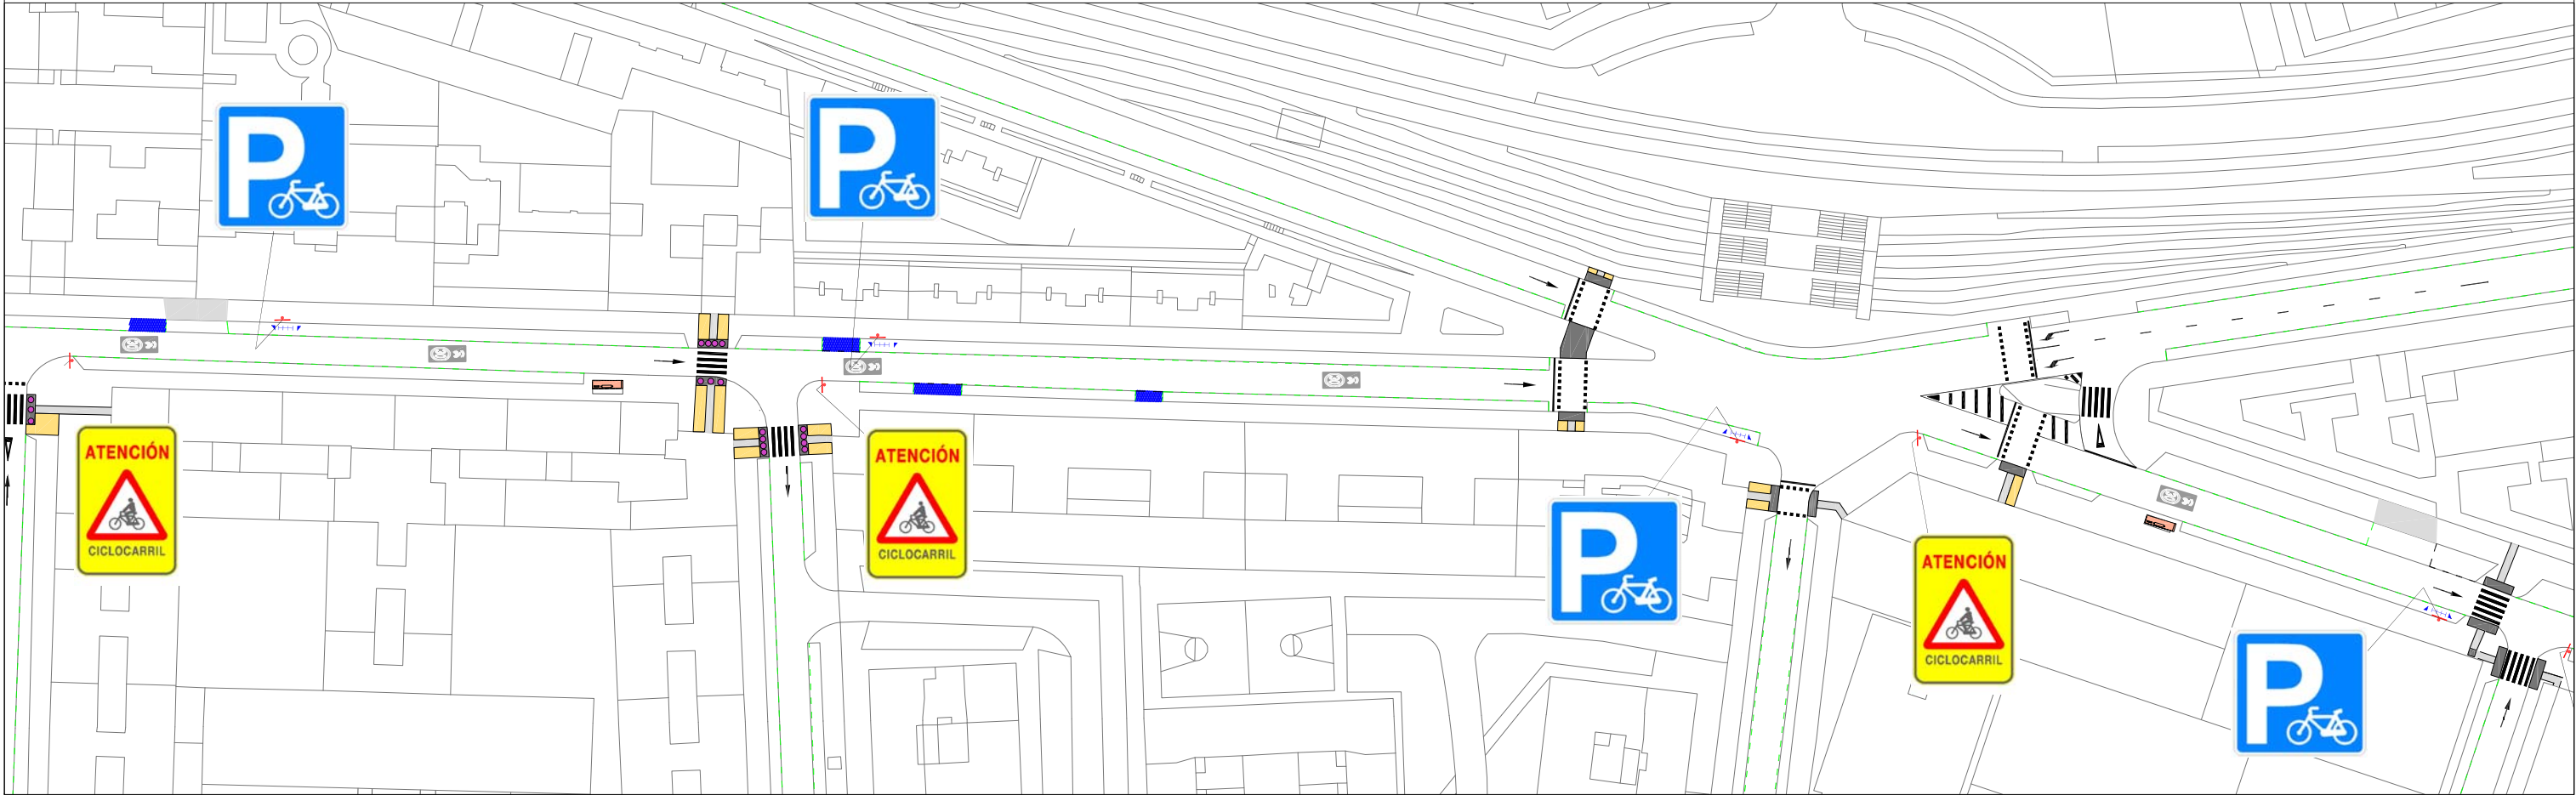 P
P
ATENCIÓN
CICLOCARRIL
ATENCIÓN
CICLOCARRIL
P
ATENCIÓN
CICLOCARRIL
P